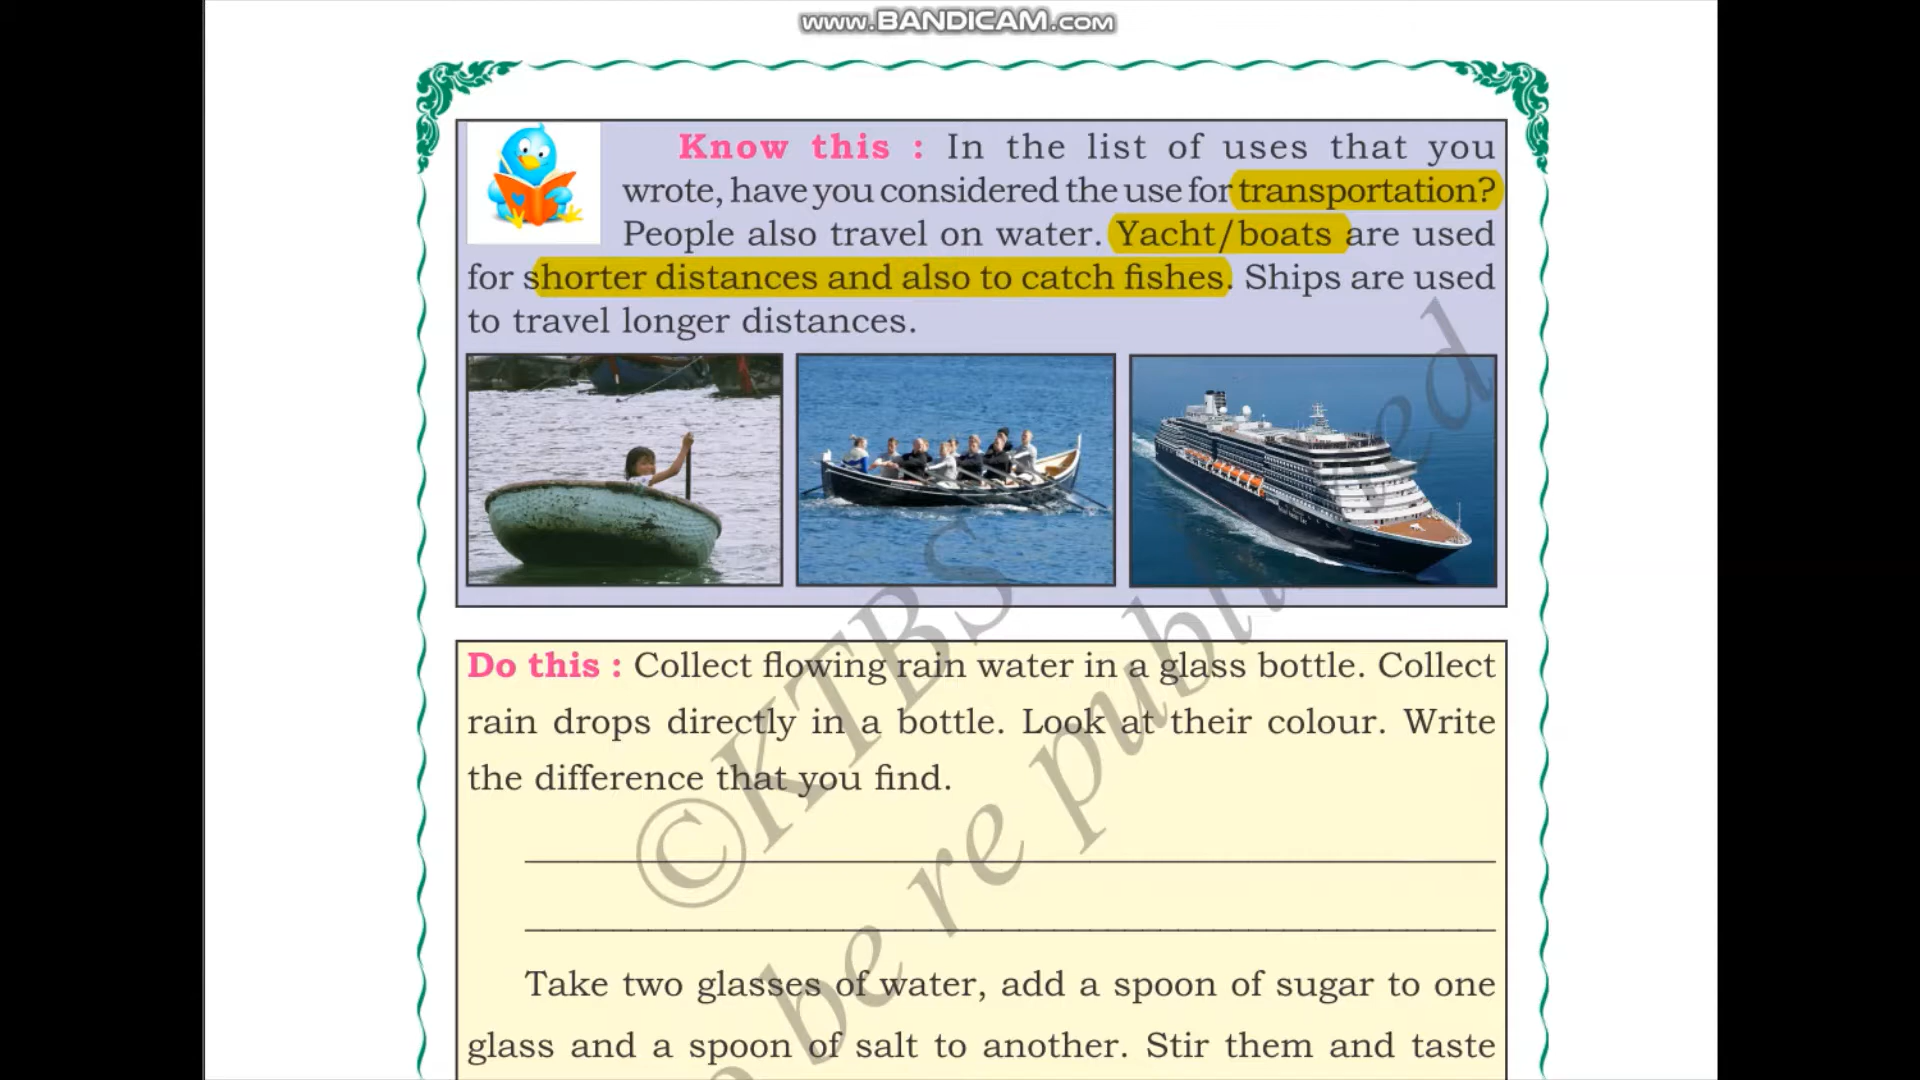 www.BANDICAM.com
Know this : In the list of uses that you
wrote, have you considered the use for transportation?
People also travel on water. Yacht/boats are used
for shorter distances and also to catch fishes. Ships are used
to travel longer distances.
Do this : Collect flowing rain water in a glass bottle. Collect
rain drops directly in a bottle. Look at their colour. Write
the difference that you find.
Take two glasses of water, add a spoon of sugar to one
glass and a spoon of salt to another. Stir them and taste
©KTBS
be republished